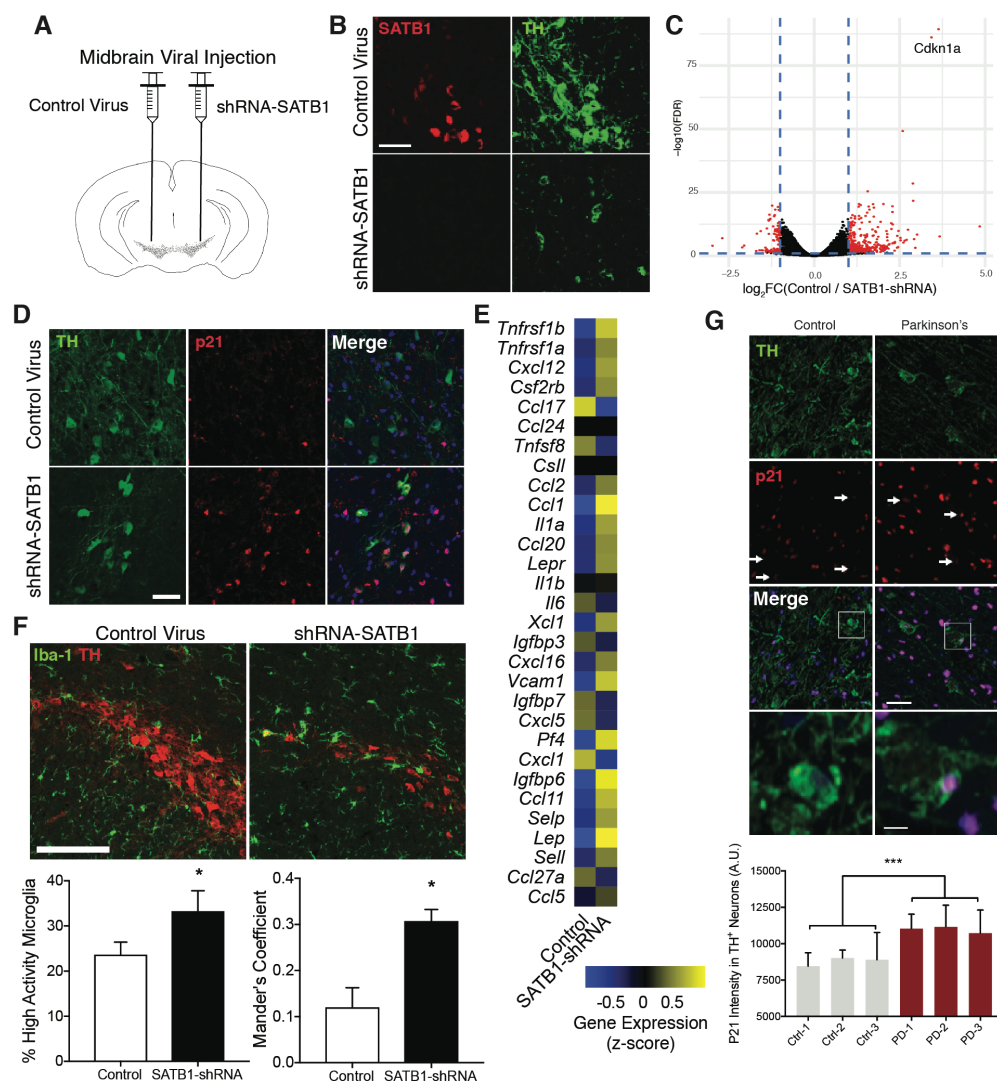 A
Midbrain Viral Injection
Control Virus
shRNA-SATB1
B
SATB1
TH
Control Virus
shRNA-SATB1
C
Cdkn1a
75
50
25
0
−2.5
0.0
2.5
5.0
−log10(FDR)
log2FC(Control / SATB1-shRNA)
D
TH
p21
Merge
Control Virus
shRNA-SATB1
E
Tnfrsf1b
Tnfrsf1a
Cxcl12
Csf2rb
Ccl17
Ccl24
Tnfsf8
CsII
Ccl2
Ccl1
Il1a
Ccl20
Lepr
Il1b
Il6
Xcl1
Igfbp3
Cxcl16
Vcam1
Igfbp7
Cxcl5
Pf4
Cxcl1
Igfbp6
Ccl11
Selp
Lep
Sell
Ccl27a
Ccl5
Control
SATB1-shRNA
-0.5
0
0.5
Gene Expression
(z-score)
F
Control Virus
shRNA-SATB1
Iba-1 TH
% High Activity Microglia
40
30
20
10
0
*
Control
SATB1-shRNA
Mander's Coefficient
0.4
0.3
0.2
0.1
0.0
*
Control
SATB1-shRNA
G
Control
Parkinson's
TH
p21
Merge
P21 Intensity in TH+ Neurons (A.U.)
15000
12500
10000
7500
5000
***
Ctrl-1
Ctrl-2
Ctrl-3
PD-1
PD-2
PD-3